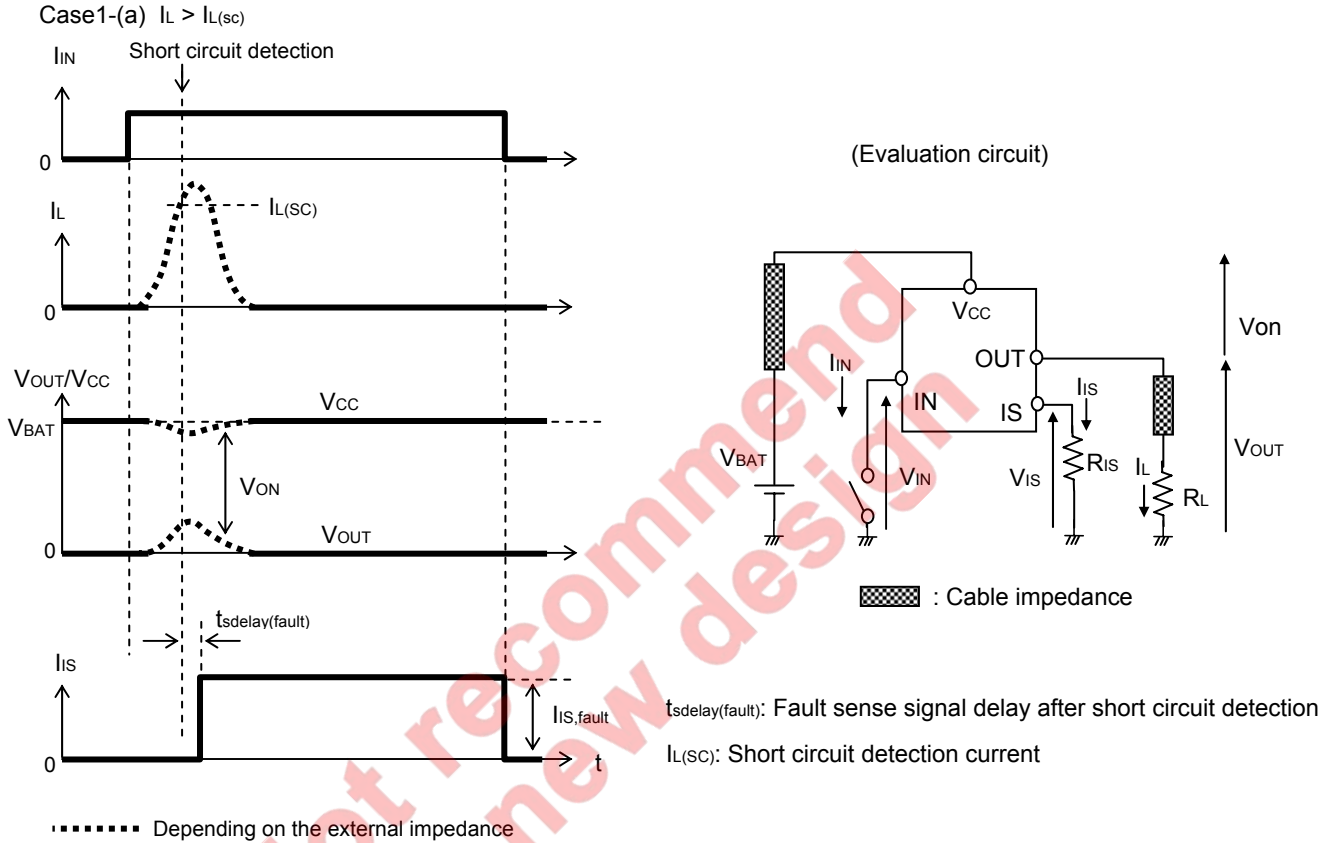 Case1-(a) IL > IL(sc)
Short circuit detection
IIN
0
IL
IL(SC)
0
VOUT/VCC
VCC
VBAT
VON
VOUT
0
tsdelay(fault)
IIS
IIS,fault
0
t
Depending on the external impedance
(Evaluation circuit)
VCC
Von
OUT
IIN
IIS
IN
IS
VBAT
VIN
VIS
RIS
IL
RL
VOUT
: Cable impedance
tsdelay(fault): Fault sense signal delay after short circuit detection
IL(SC): Short circuit detection current
ot recommend
new design